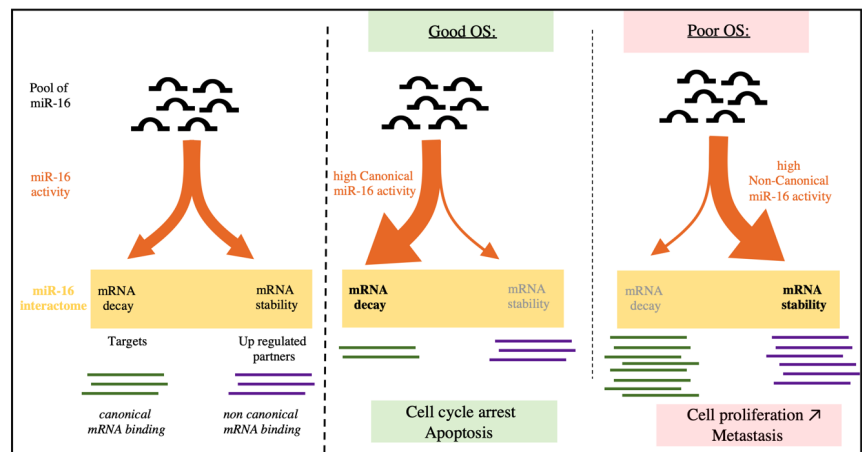 Good OS:
Poor OS:
Pool of
miR-16
miR-16
activity
high Canonical
miR-16 activity
high
Non-Canonical
miR-16 activity
miR-16
interactome
mRNA
decay
mRNA
stability
mRNA
decay
mRNA
stability
mRNA
decay
mRNA
stability
Targets
Up regulated
partners
canonical
mRNA binding
non canonical
mRNA binding
Cell cycle arrest
Apoptosis
Cell proliferation ↗
Metastasis